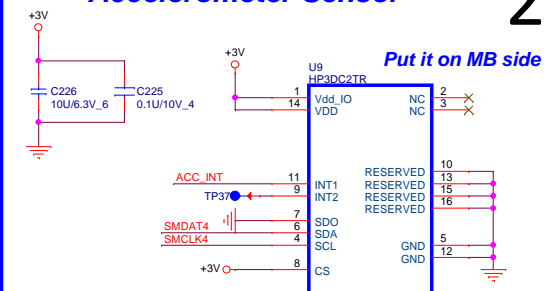 Accelerometer Sensor
2
+3V
C226
10U/6.3V_6
C225
0.1U/10V_4
+3V
U9
HP3DC2TR
Put it on MB side
1
Vdd_IO
14
VDD
NC
2
NC
3
ACC_INT
11
INT1
TP37
9
INT2
7
SDO
SMDAT4
6
SDA
SMCLK4
4
SCL
+3V
8
CS
RESERVED
10
RESERVED
13
RESERVED
15
RESERVED
16
GND
5
GND
12